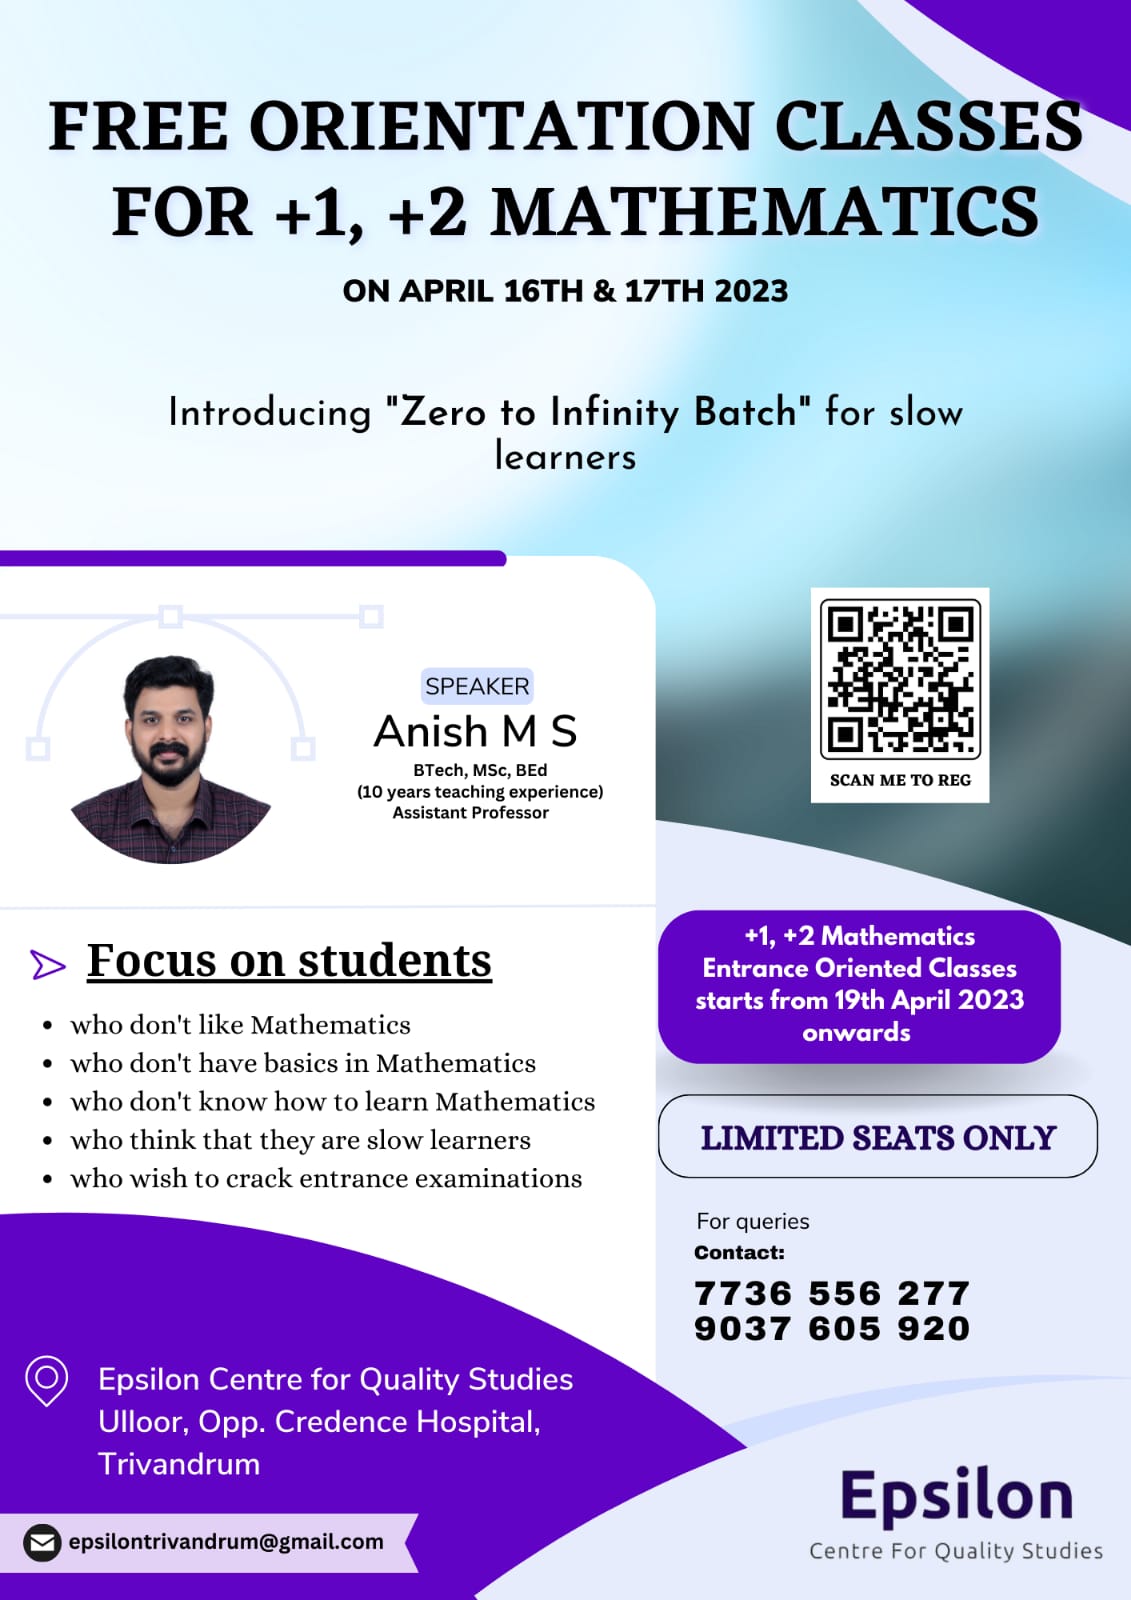 FREE ORIENTATION CLASSES
FOR +1, +2 MATHEMATICS
ON APRIL 16TH & 17TH 2023
Introducing "Zero to Infinity Batch" for slow
learners
SPEAKER
Anish M S
BTech, MSc, BEd
(10 years teaching experience)
Assistant Professor
SCAN ME TO REG
Focus on students
• who don't like Mathematics
• who don't have basics in Mathematics
• who don't know how to learn Mathematics
• who think that they are slow learners
• who wish to crack entrance examinations
+1, +2 Mathematics
Entrance Oriented Classes
starts from 19th April 2023
onwards
LIMITED SEATS ONLY
For queries
Contact:
7736 556 277
9037 605 920
Epsilon Centre for Quality Studies
Ulloor, Opp. Credence Hospital,
Trivandrum
epsilontrivandrum@gmail.com
Epsilon
Centre For Quality Studies